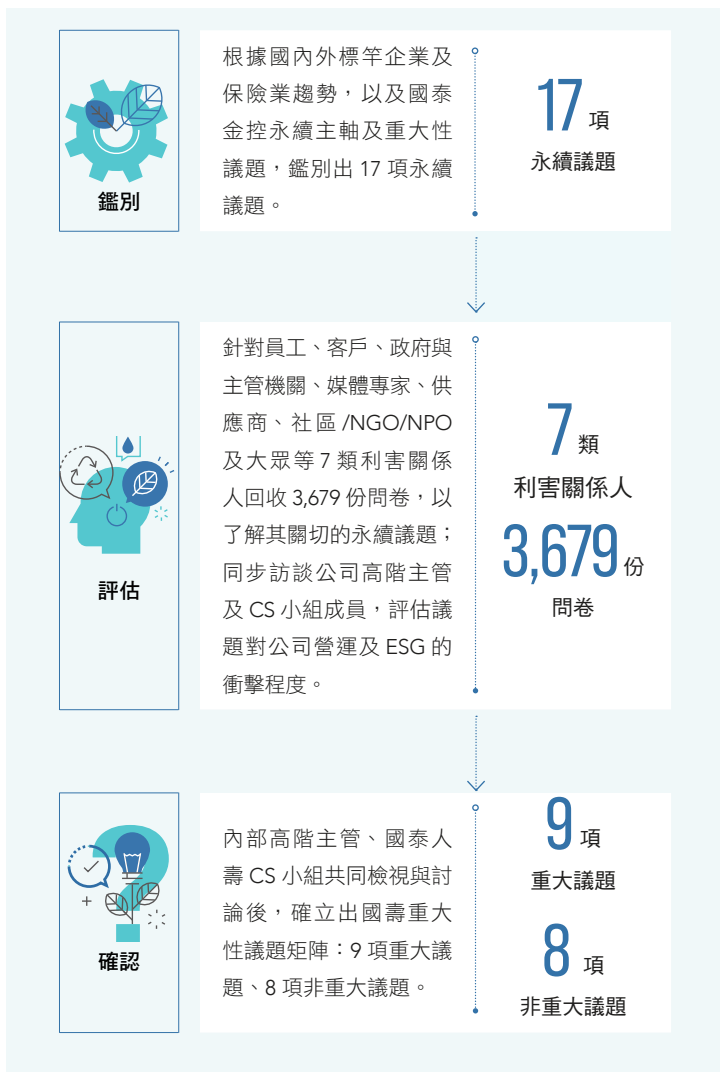 鑑別
根據國內外標竿企業及
保險業趨勢，以及國泰
金控永續主軸及重大性
議題，鑑別出 17 項永續
議題。
17 項
永續議題
評估
針對員工、客戶、政府與
主管機關、媒體專家、供
應商、社區 /NGO/NPO
及大眾等 7 類利害關係
人回收 3,679 份問卷，以
了解其關切的永續議題；
同步訪談公司高階主管
及 CS 小組成員，評估議
題對公司營運及 ESG 的
衝擊程度。
7 類
利害關係人
3,679 份
問卷
確認
內部高階主管、國泰人
壽 CS 小組共同檢視與討
論後，確立出國壽重大
性議題矩陣：9 項重大議
題、8 項非重大議題。
9 項
重大議題
8 項
非重大議題